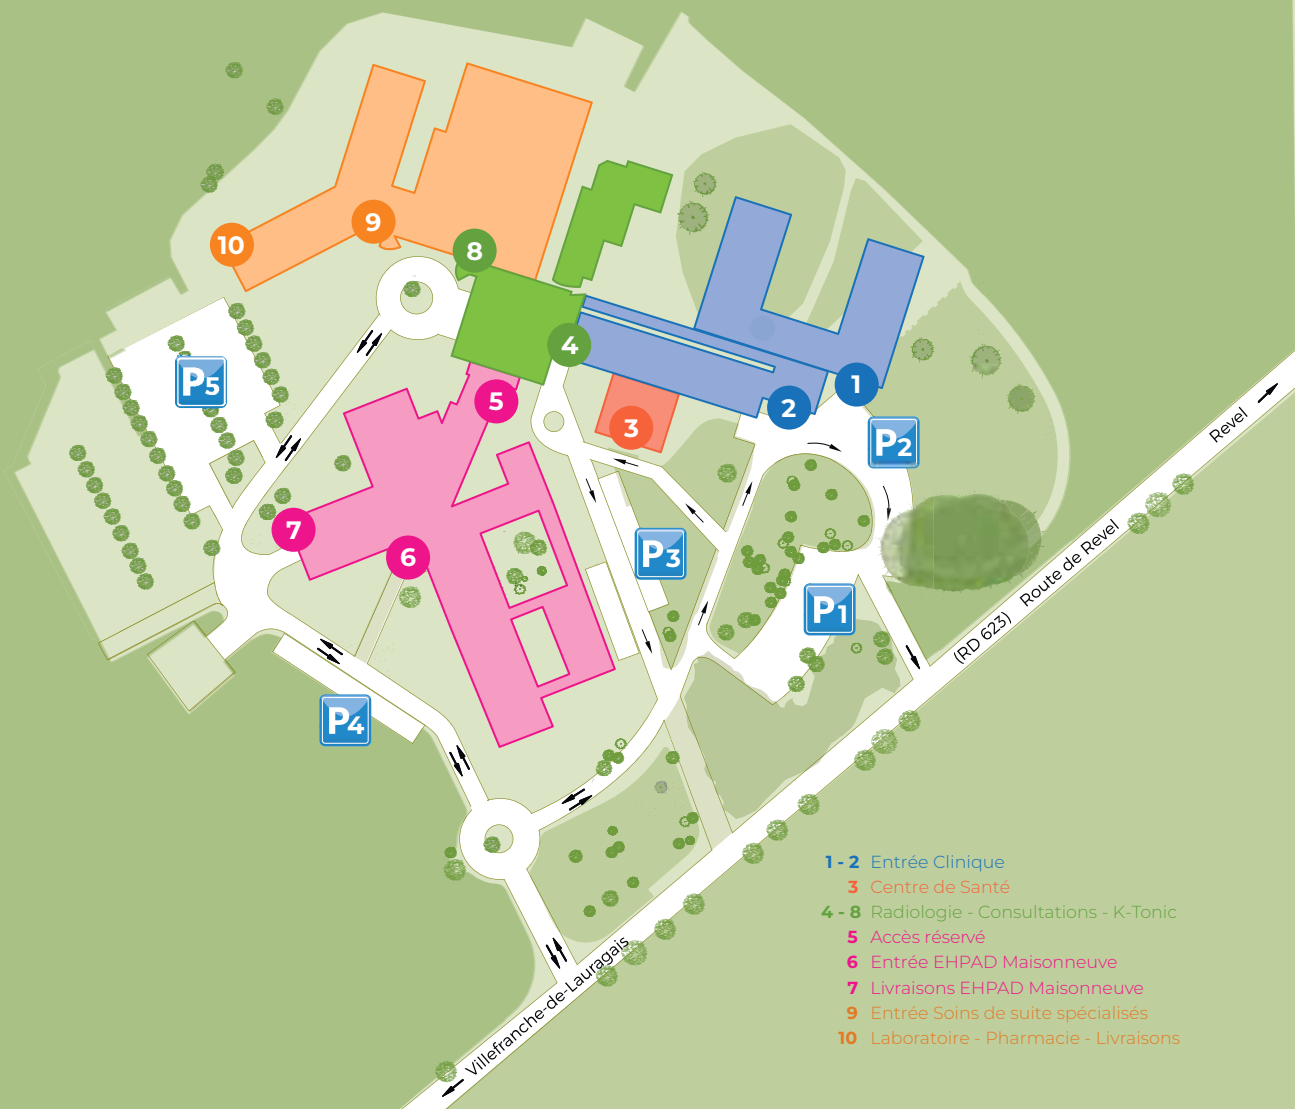 10
9
8
4
5
3
2
1
7
6
P5
P2
P3
P1
P4
Revel
Route de Revel
(RD 623)
Villefranche-de-Lauragais
1 - 2 Entrée Clinique
3 Centre de Santé
4 - 8 Radiologie - Consultations - K-Tonic
5 Accès réservé
6 Entrée EHPAD Maisonneuve
7 Livraisons EHPAD Maisonneuve
9 Entrée Soins de suite spécialisés
10 Laboratoire - Pharmacie - Livraisons